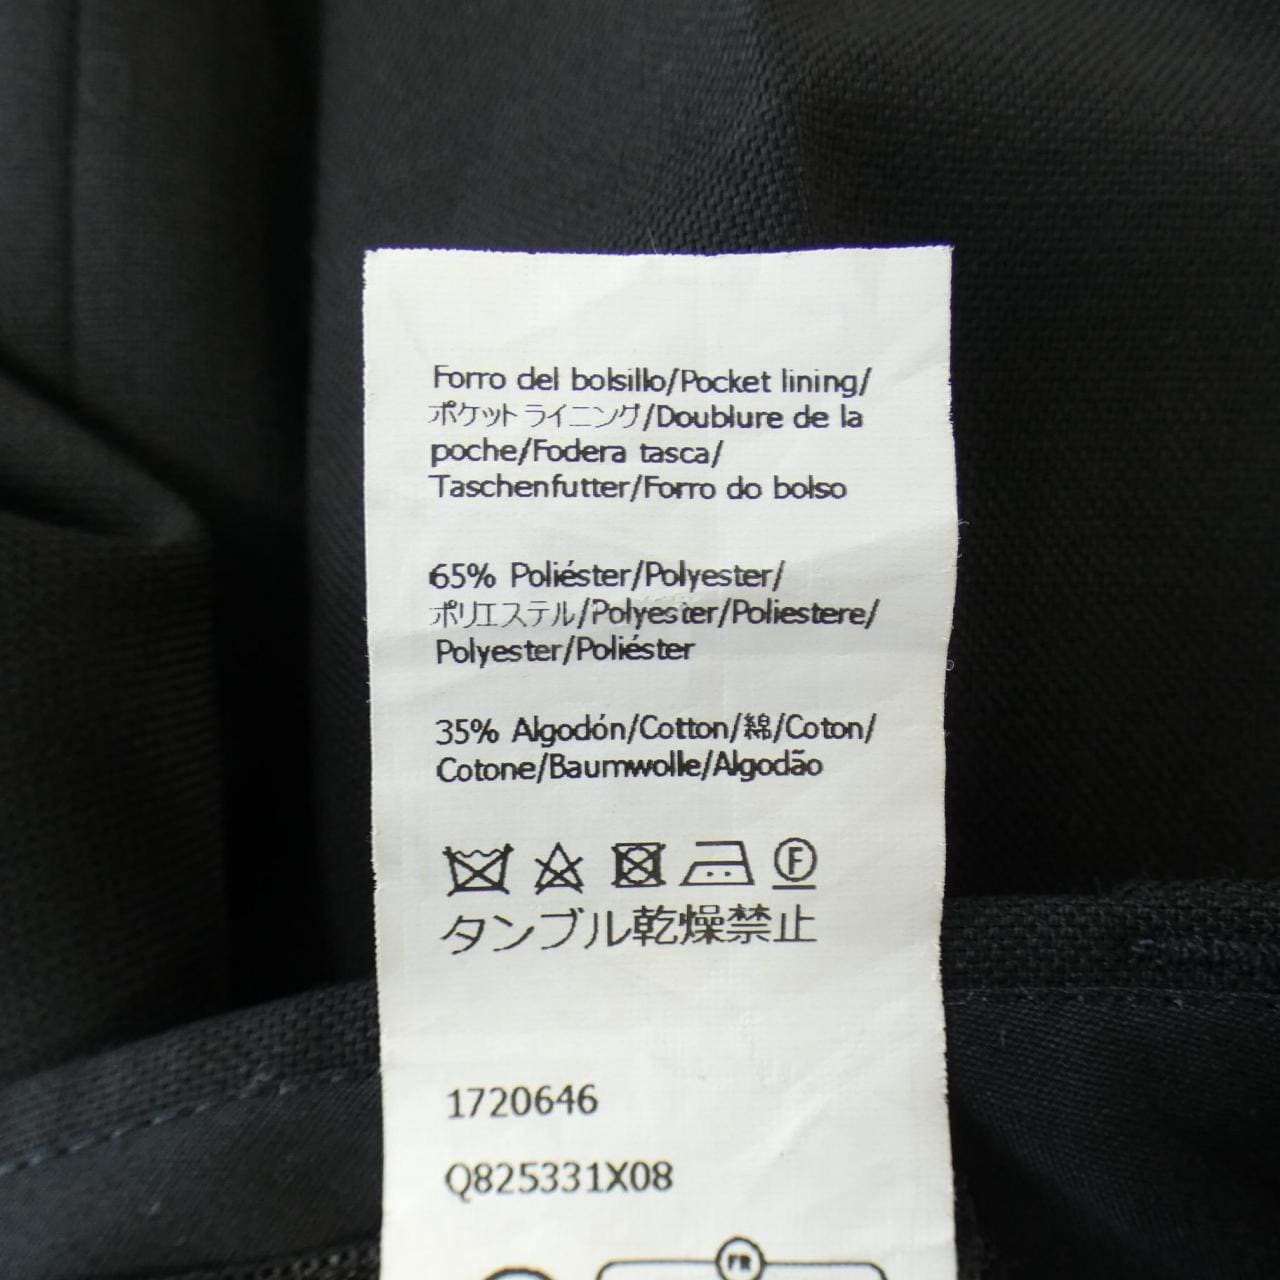 Forro del bolsillo/Pocket lining/
ポケット ライニング/Doublure de la
poche/Fodera tasca/
Taschenfutter/Forro do bolso
65% Poliéster/Polyester/
ポリエステル/Polyester/Poliestere/
Polyester/Poliéster
35% Algodón/Cotton/綿/Coton/
Cotone/Baumwolle/Algodão
F
タンブル乾燥禁止
1720646
Q825331X08
FR